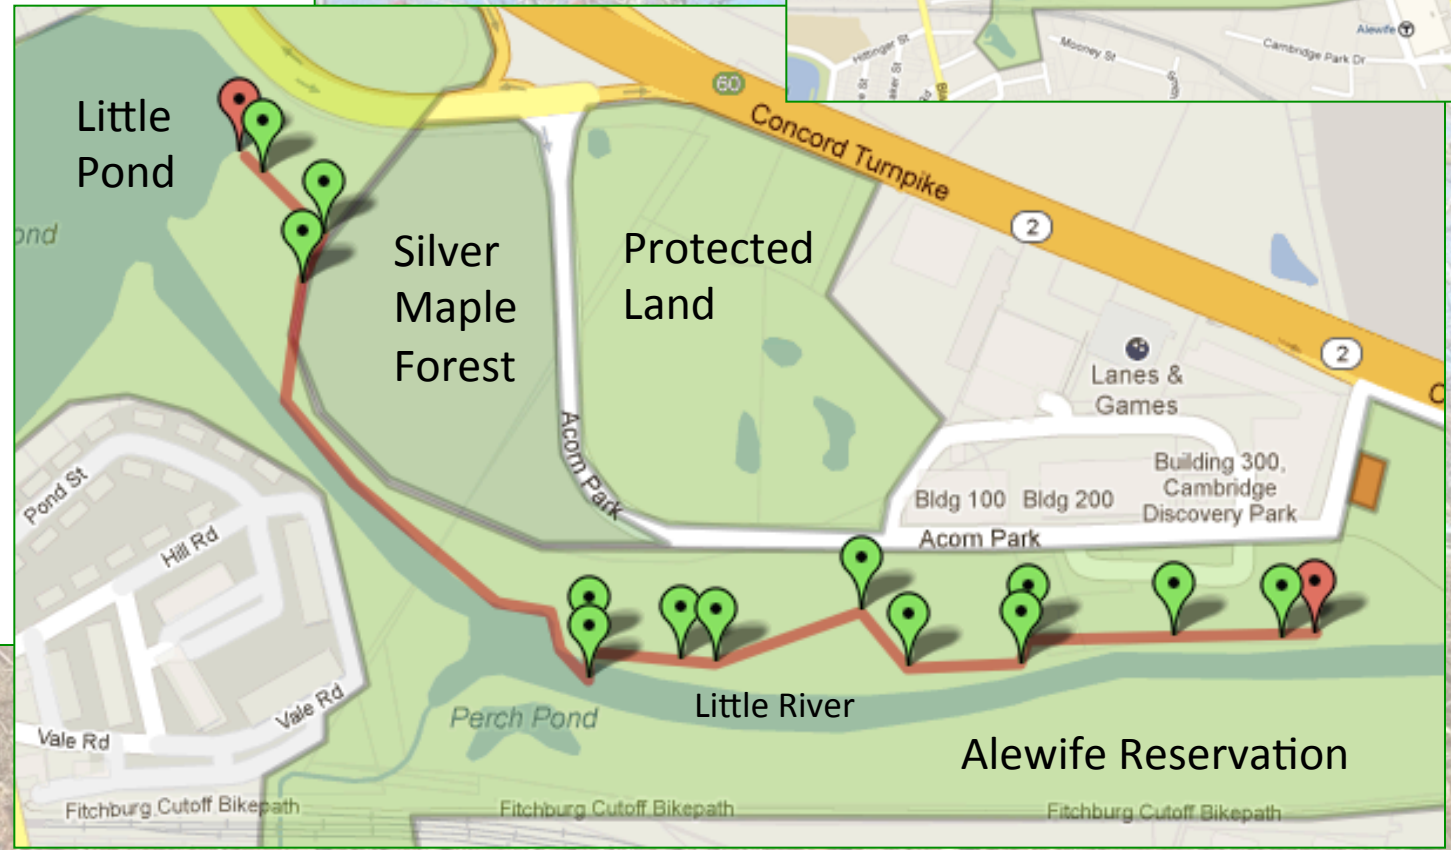 Alewife
T
Hittinger St
Mooney St
Cambridge Park Dr
60
Little
Pond
Concord Turnpike
2
ond
Silver
Maple
Forest
Protected
Land
2
Lanes &
Games
Acorn Park
Building 300,
Cambridge
Discovery Park
Bldg 100
Bldg 200
Acorn Park
Pond St
Hill Rd
Vale Rd
Vale Rd
Perch Pond
Little River
Alewife Reservation
Fitchburg Cutoff Bikepath
Fitchburg Cutoff Bikepath
Fitchburg Cutoff Bikepath